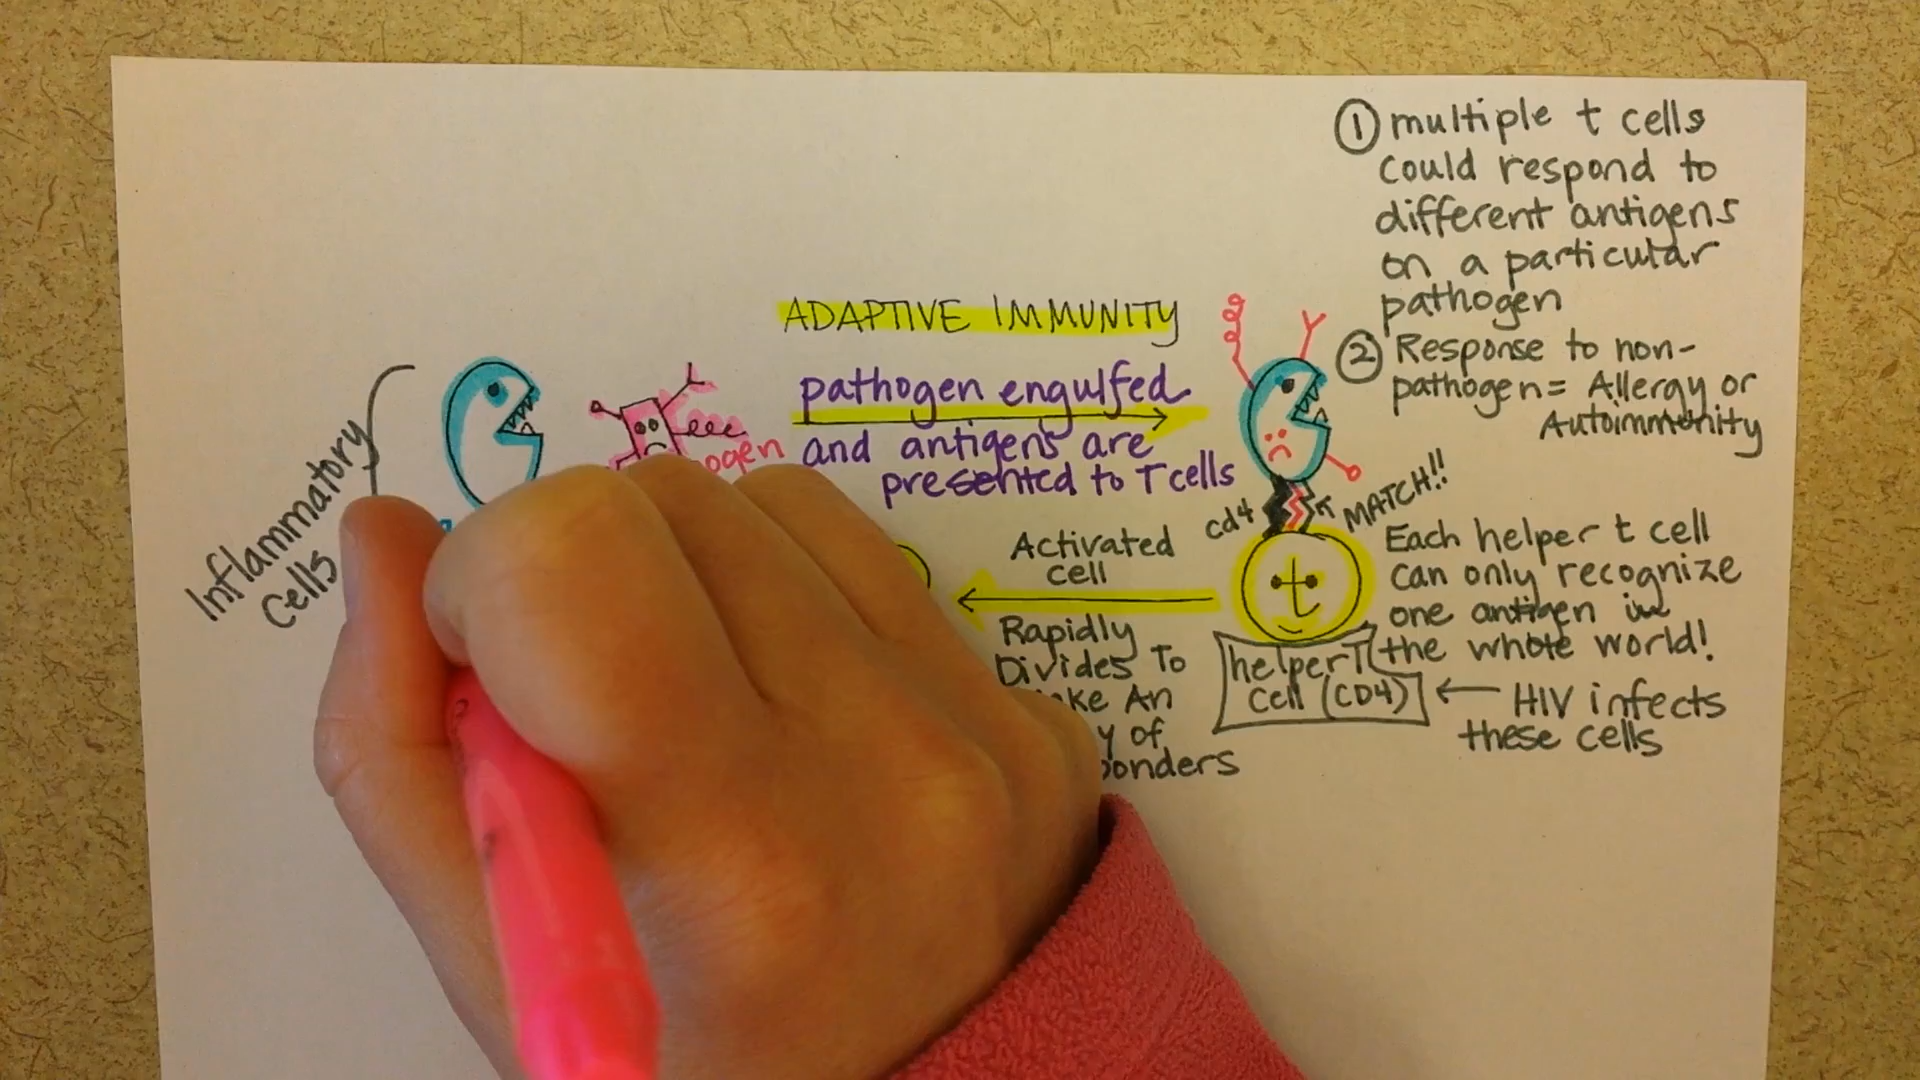 ① multiple t cells
could respond to
different antigens
on a particular
pathogen
② Response to non-
pathogen = Allergy or
Autoimmunity
ADAPTIVE IMMUNITY
pathogen engulfed
and antigens are
presented to T cells
Inflammatory
Cells
cd4
MATCH!!
Activated
cell
Rapidly
Divides To
An
of
Each helper t cell
can only recognize
one antigen in
the whole world!
helper T
cell (CD4)
← HIV infects
these cells